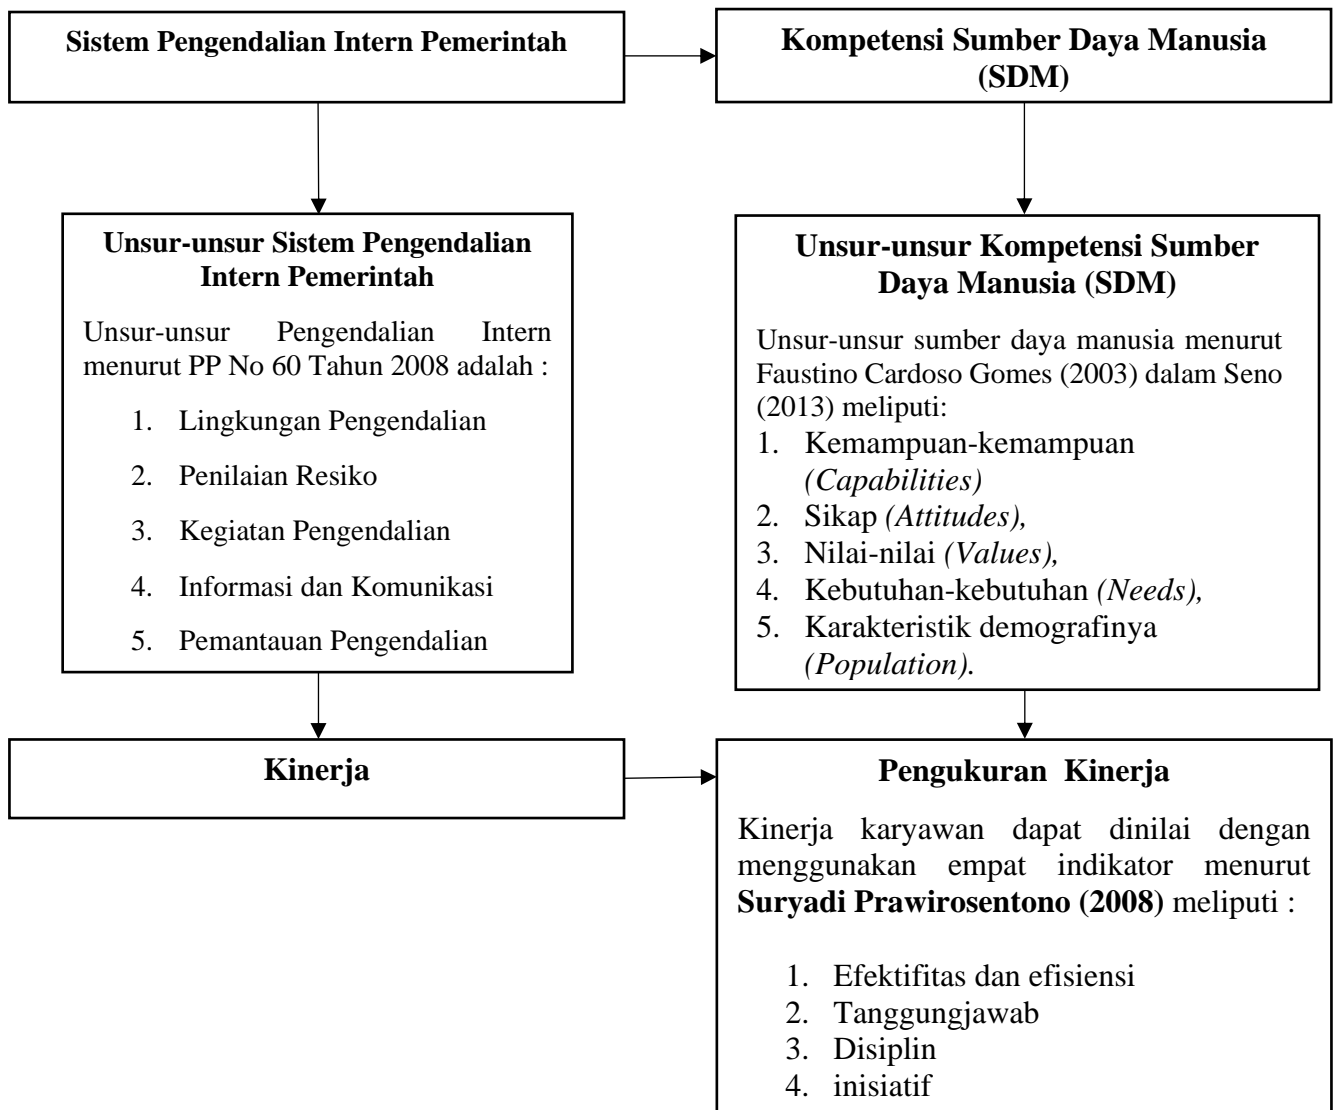 Sistem Pengendalian Intern Pemerintah
Kompetensi Sumber Daya Manusia
(SDM)
Unsur-unsur Sistem Pengendalian
Intern Pemerintah
Unsur-unsur Pengendalian Intern
menurut PP No 60 Tahun 2008 adalah :
1. Lingkungan Pengendalian
2. Penilaian Resiko
3. Kegiatan Pengendalian
4. Informasi dan Komunikasi
5. Pemantauan Pengendalian
Unsur-unsur Kompetensi Sumber
Daya Manusia (SDM)
Unsur-unsur sumber daya manusia menurut
Faustino Cardoso Gomes (2003) dalam Seno
(2013) meliputi:
1. Kemampuan-kemampuan
(Capabilities)
2. Sikap (Attitudes),
3. Nilai-nilai (Values),
4. Kebutuhan-kebutuhan (Needs),
5. Karakteristik demografinya
(Population).
Kinerja
Pengukuran Kinerja
Kinerja karyawan dapat dinilai dengan
menggunakan empat indikator menurut
Suryadi Prawirosentono (2008) meliputi :
1. Efektifitas dan efisiensi
2. Tanggungjawab
3. Disiplin
4. inisiatif